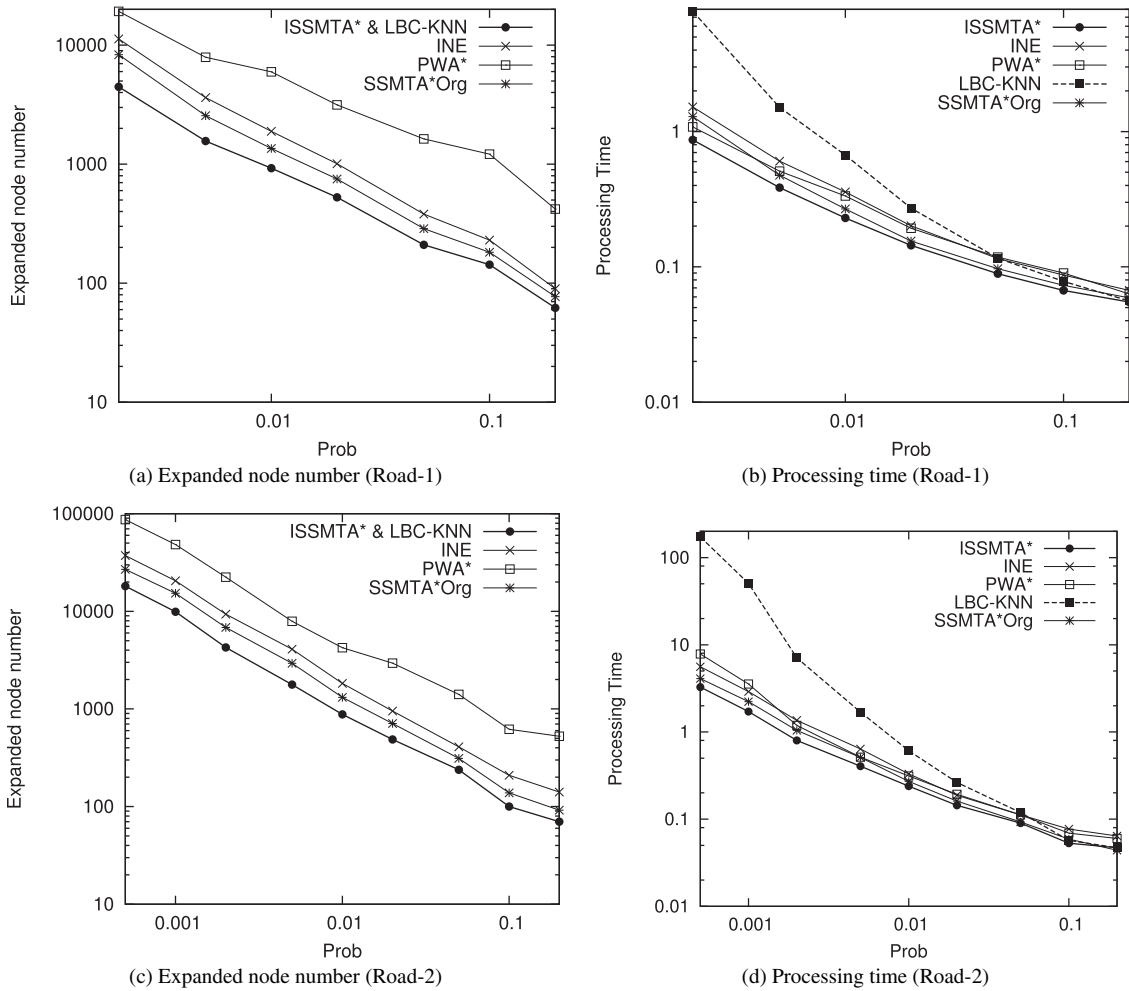 10000
1000
100
10
0.01
0.1
Expanded node number
Prob
ISSMTA* & LBC-KNN
INE
PWA*
SSMTA*Org
(a) Expanded node number (Road-1)
1
0.1
0.01
0.01
0.1
Processing Time
Prob
ISSMTA*
INE
PWA*
LBC-KNN
SSMTA*Org
(b) Processing time (Road-1)
100000
10000
1000
100
10
0.001
0.01
0.1
Expanded node number
Prob
ISSMTA* & LBC-KNN
INE
PWA*
SSMTA*Org
(c) Expanded node number (Road-2)
100
10
1
0.1
0.01
0.001
0.01
0.1
Processing Time
Prob
ISSMTA*
INE
PWA*
LBC-KNN
SSMTA*Org
(d) Processing time (Road-2)